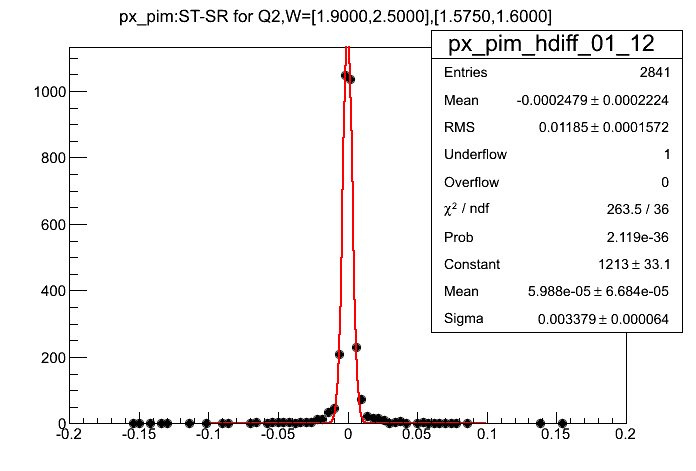 px_pim:ST-SR for Q2,W=[1.9000,2.5000],[1.5750,1.6000]
px_pim_hdiff_01_12
Entries 2841
Mean -0.0002479 ± 0.0002224
RMS 0.01185 ± 0.0001572
Underflow 1
Overflow 0
χ² / ndf 263.5 / 36
Prob 2.119e-36
Constant 1213 ± 33.1
Mean 5.988e-05 ± 6.684e-05
Sigma 0.003379 ± 0.000064
1000
800
600
400
200
0
-0.2 -0.15 -0.1 -0.05 0 0.05 0.1 0.15 0.2